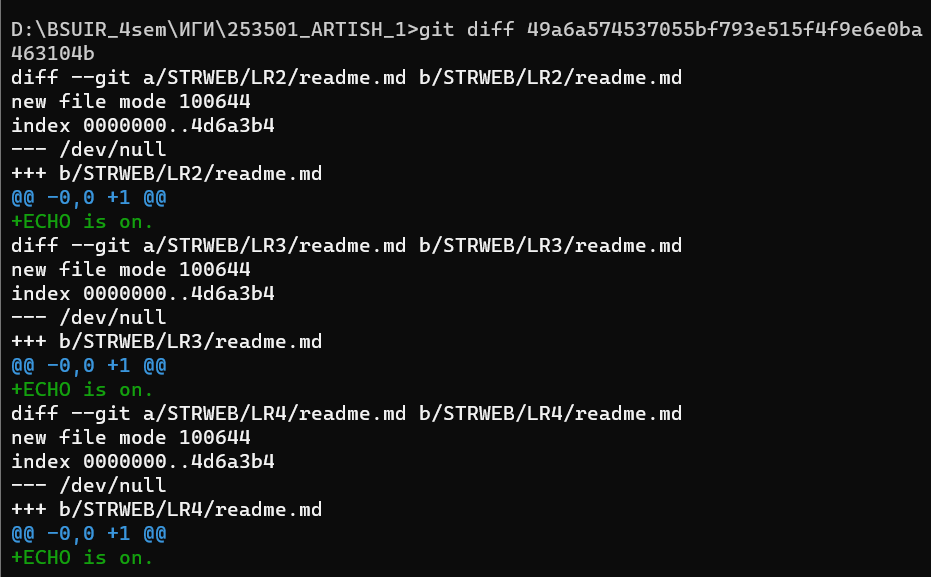 D:\BSUIR_4sem\ИГИ\253501_ARTISH_1>git diff 49a6a574537055bf793e515f4f9e6e0ba
463104b
diff --git a/STRWEB/LR2/readme.md b/STRWEB/LR2/readme.md
new file mode 100644
index 0000000..4d6a3b4
--- /dev/null
+++ b/STRWEB/LR2/readme.md
@@ -0,0 +1 @@
+ECHO is on.
diff --git a/STRWEB/LR3/readme.md b/STRWEB/LR3/readme.md
new file mode 100644
index 0000000..4d6a3b4
--- /dev/null
+++ b/STRWEB/LR3/readme.md
@@ -0,0 +1 @@
+ECHO is on.
diff --git a/STRWEB/LR4/readme.md b/STRWEB/LR4/readme.md
new file mode 100644
index 0000000..4d6a3b4
--- /dev/null
+++ b/STRWEB/LR4/readme.md
@@ -0,0 +1 @@
+ECHO is on.